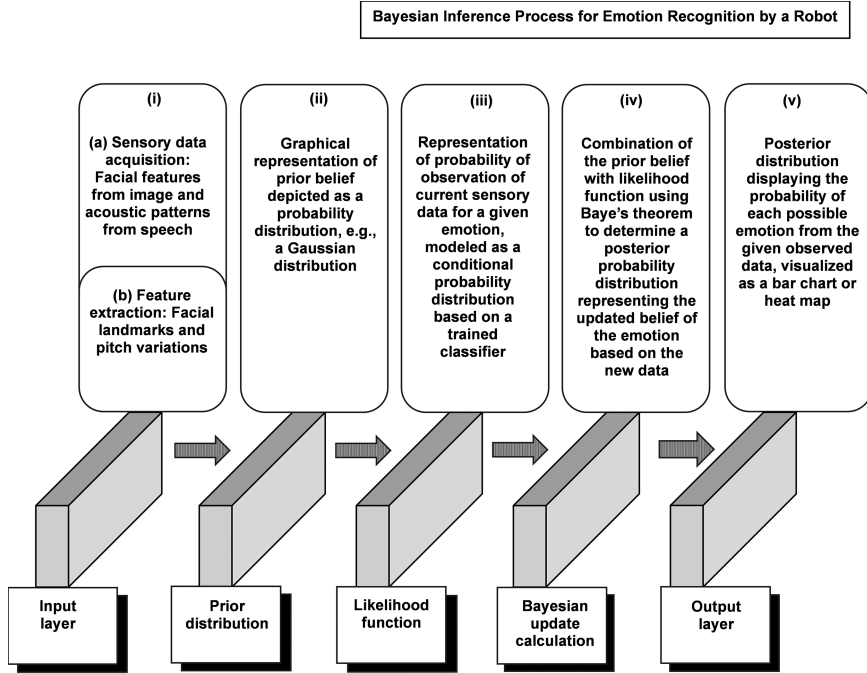 Bayesian Inference Process for Emotion Recognition by a Robot
(i)
(a) Sensory data
acquisition:
Facial features
from image and
acoustic patterns
from speech
(b) Feature
extraction: Facial
landmarks and
pitch variations
(ii)
Graphical
representation of
prior belief
depicted as a
probability
distribution, e.g.,
a Gaussian
distribution
(iii)
Representation
of probability of
observation of
current sensory
data for a given
emotion,
modeled as a
conditional
probability
distribution
based on a
trained
classifier
(iv)
Combination of
the prior belief
with likelihood
function using
Baye's theorem
to determine a
posterior
probability
distribution
representing the
updated belief of
the emotion
based on the
new data
(v)
Posterior
distribution
displaying the
probability of
each possible
emotion from the
given observed
data, visualized
as a bar chart or
heat map
Input
layer
Prior
distribution
Likelihood
function
Bayesian
update
calculation
Output
layer